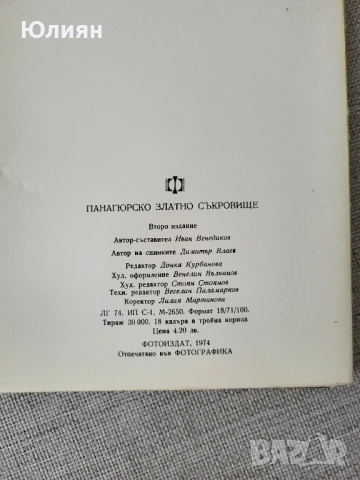 Юлиян
ПАНАГЮРСКО ЗЛАТНО СЪКРОВИЩЕ
Второ издание
Автор-съставител Иван Венедиков
Автор на снимките Димитър Влаев
Редактор Донка Курбанова
Худ. оформление Венелин Вълканов
Худ. редактор Стоян Стоянов
Техн. редактор Веселин Паламарков
Коректор Лилия Мартинова
ЛГ 74. ИП С-1. М-2650. Формат 18/71/100.
Тираж 30 000. 18 кадъра в тройна корица
Цена 4.20 лв.
ФОТОИЗДАТ, 1974
Отпечатано във ФОТОГРАФИКА
BAZAR